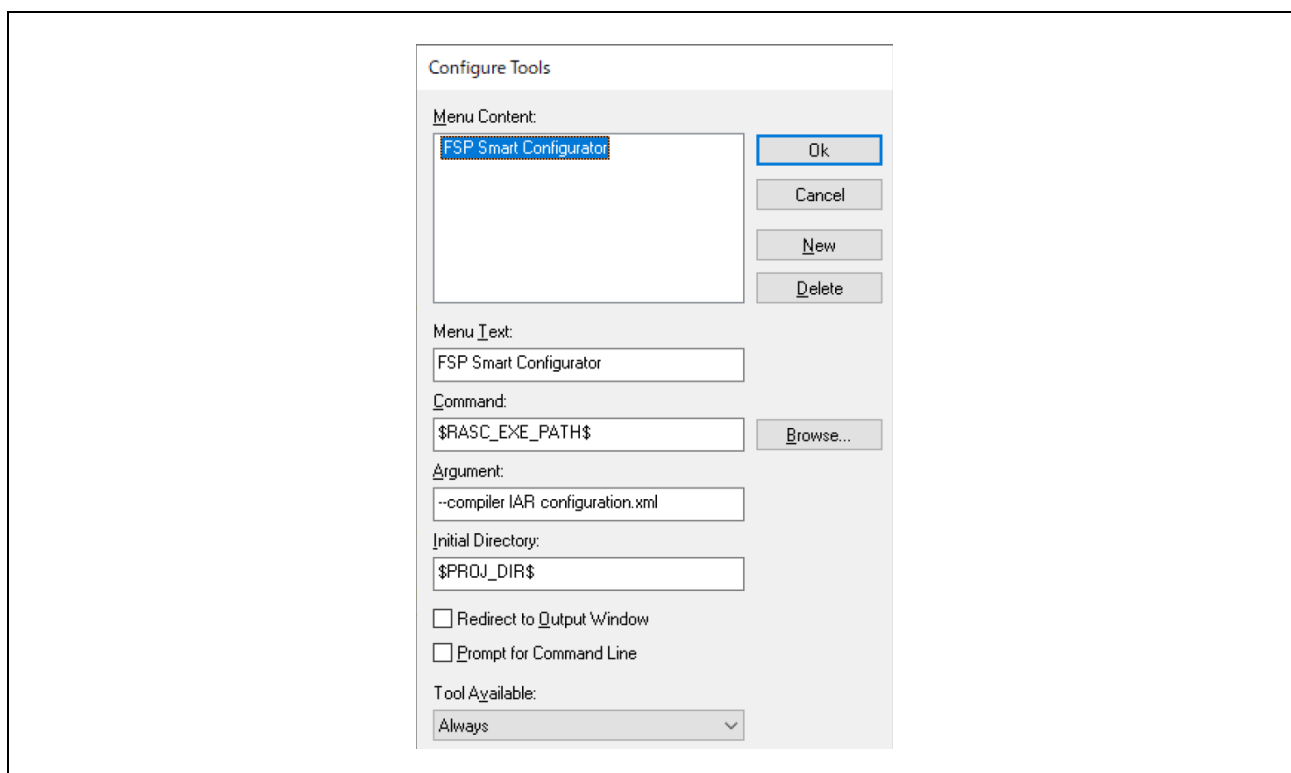 Configure Tools
Menu Content:
FSP Smart Configurator
Ok
Cancel
New
Delete
Menu Text:
FSP Smart Configurator
Command:
$RASC_EXE_PATH$
Browse...
Argument:
--compiler IAR configuration.xml
Initial Directory:
$PROJ_DIR$
Redirect to Output Window
Prompt for Command Line
Tool Available:
Always